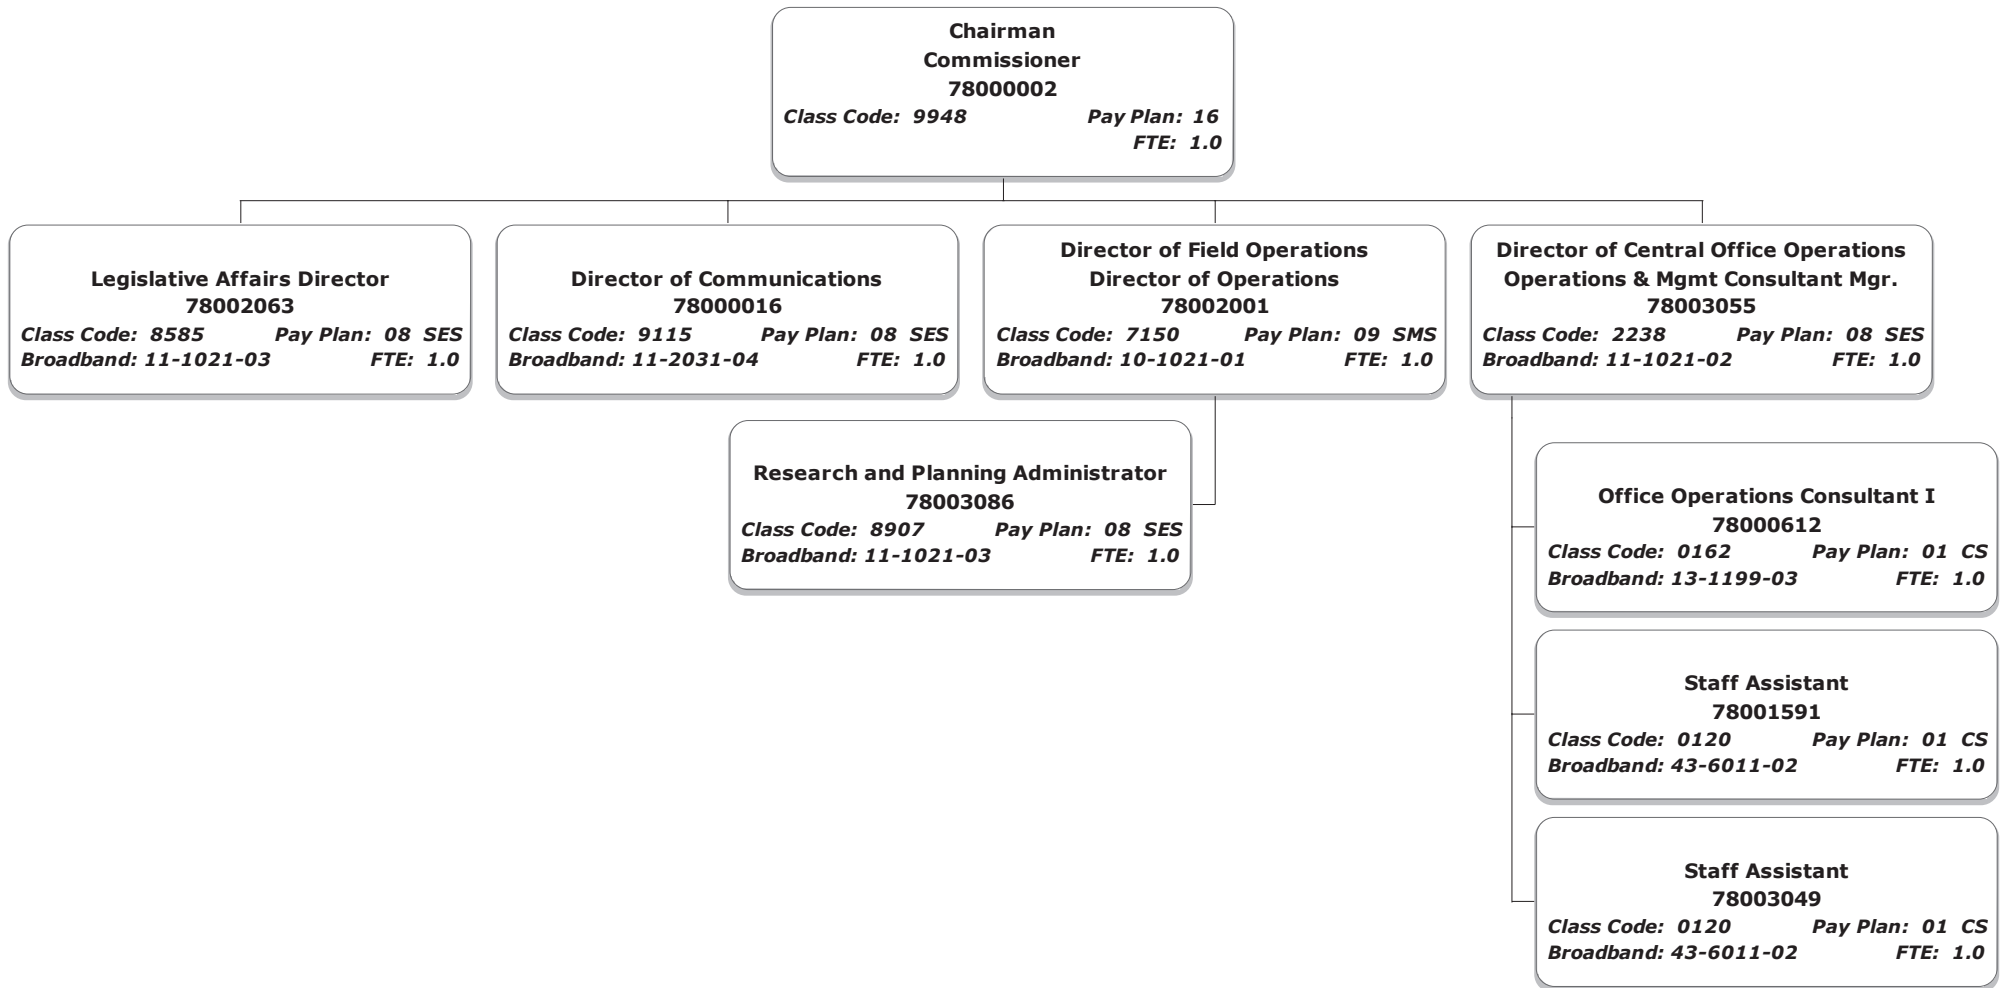 Chairman
Commissioner
78000002
Class Code: 9948 Pay Plan: 16
FTE: 1.0
Legislative Affairs Director
78002063
Class Code: 8585 Pay Plan: 08 SES
Broadband: 11-1021-03 FTE: 1.0
Director of Communications
78000016
Class Code: 9115 Pay Plan: 08 SES
Broadband: 11-2031-04 FTE: 1.0
Director of Field Operations
Director of Operations
78002001
Class Code: 7150 Pay Plan: 09 SMS
Broadband: 10-1021-01 FTE: 1.0
Director of Central Office Operations
Operations & Mgmt Consultant Mgr.
78003055
Class Code: 2238 Pay Plan: 08 SES
Broadband: 11-1021-02 FTE: 1.0
Research and Planning Administrator
78003086
Class Code: 8907 Pay Plan: 08 SES
Broadband: 11-1021-03 FTE: 1.0
Office Operations Consultant I
78000612
Class Code: 0162 Pay Plan: 01 CS
Broadband: 13-1199-03 FTE: 1.0
Staff Assistant
78001591
Class Code: 0120 Pay Plan: 01 CS
Broadband: 43-6011-02 FTE: 1.0
Staff Assistant
78003049
Class Code: 0120 Pay Plan: 01 CS
Broadband: 43-6011-02 FTE: 1.0